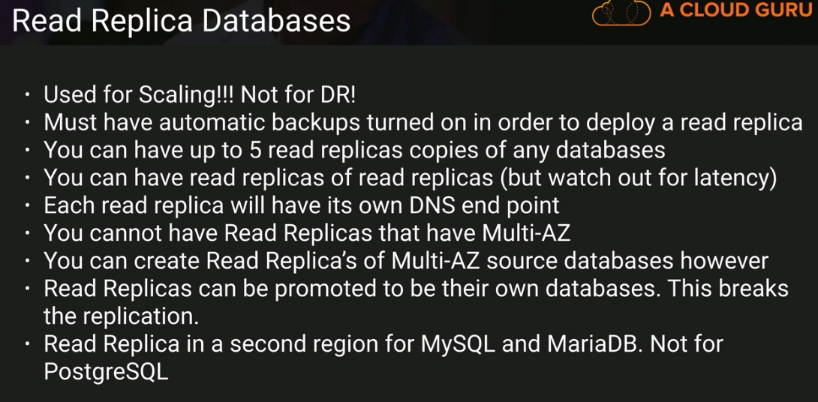 Read Replica Databases
A CLOUD GURU
• Used for Scaling!!! Not for DR!
• Must have automatic backups turned on in order to deploy a read replica
• You can have up to 5 read replicas copies of any databases
• You can have read replicas of read replicas (but watch out for latency)
• Each read replica will have its own DNS end point
• You cannot have Read Replicas that have Multi-AZ
• You can create Read Replica's of Multi-AZ source databases however
• Read Replicas can be promoted to be their own databases. This breaks
the replication.
• Read Replica in a second region for MySQL and MariaDB. Not for
PostgreSQL